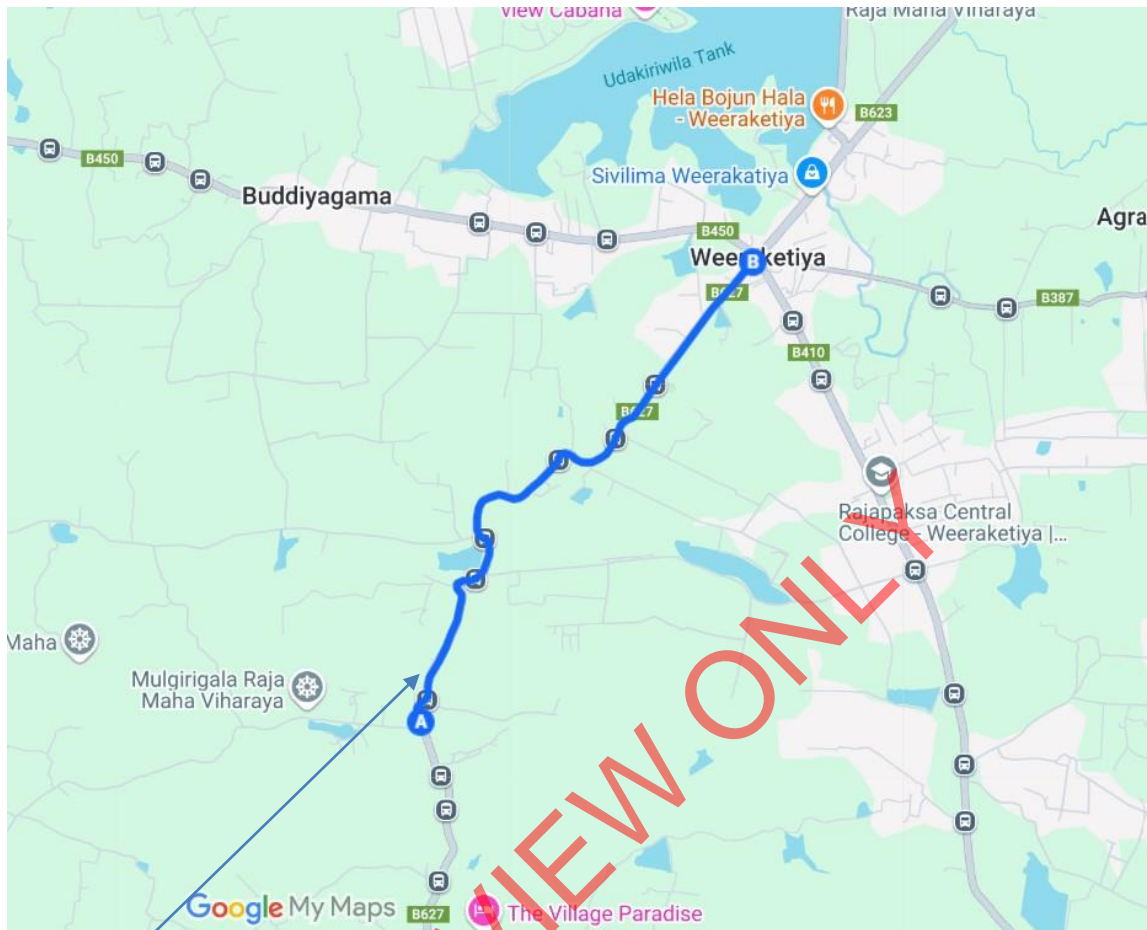 View Cabana
Raja Maha Viharaya
Udakiriwila Tank
Hela Bojun Hala
- Weeraketiya
B623
B450
Sivilima Weerakatiya
Buddiyagama
Agra
B450
Weeraketiya
B
B627
B387
B410
B627
Rajapaksa Central
College - Weeraketiya |...
Maha
Mulgirigala Raja
Maha Viharaya
A
VIEW ONLY
Google My Maps
B627
The Village Paradise